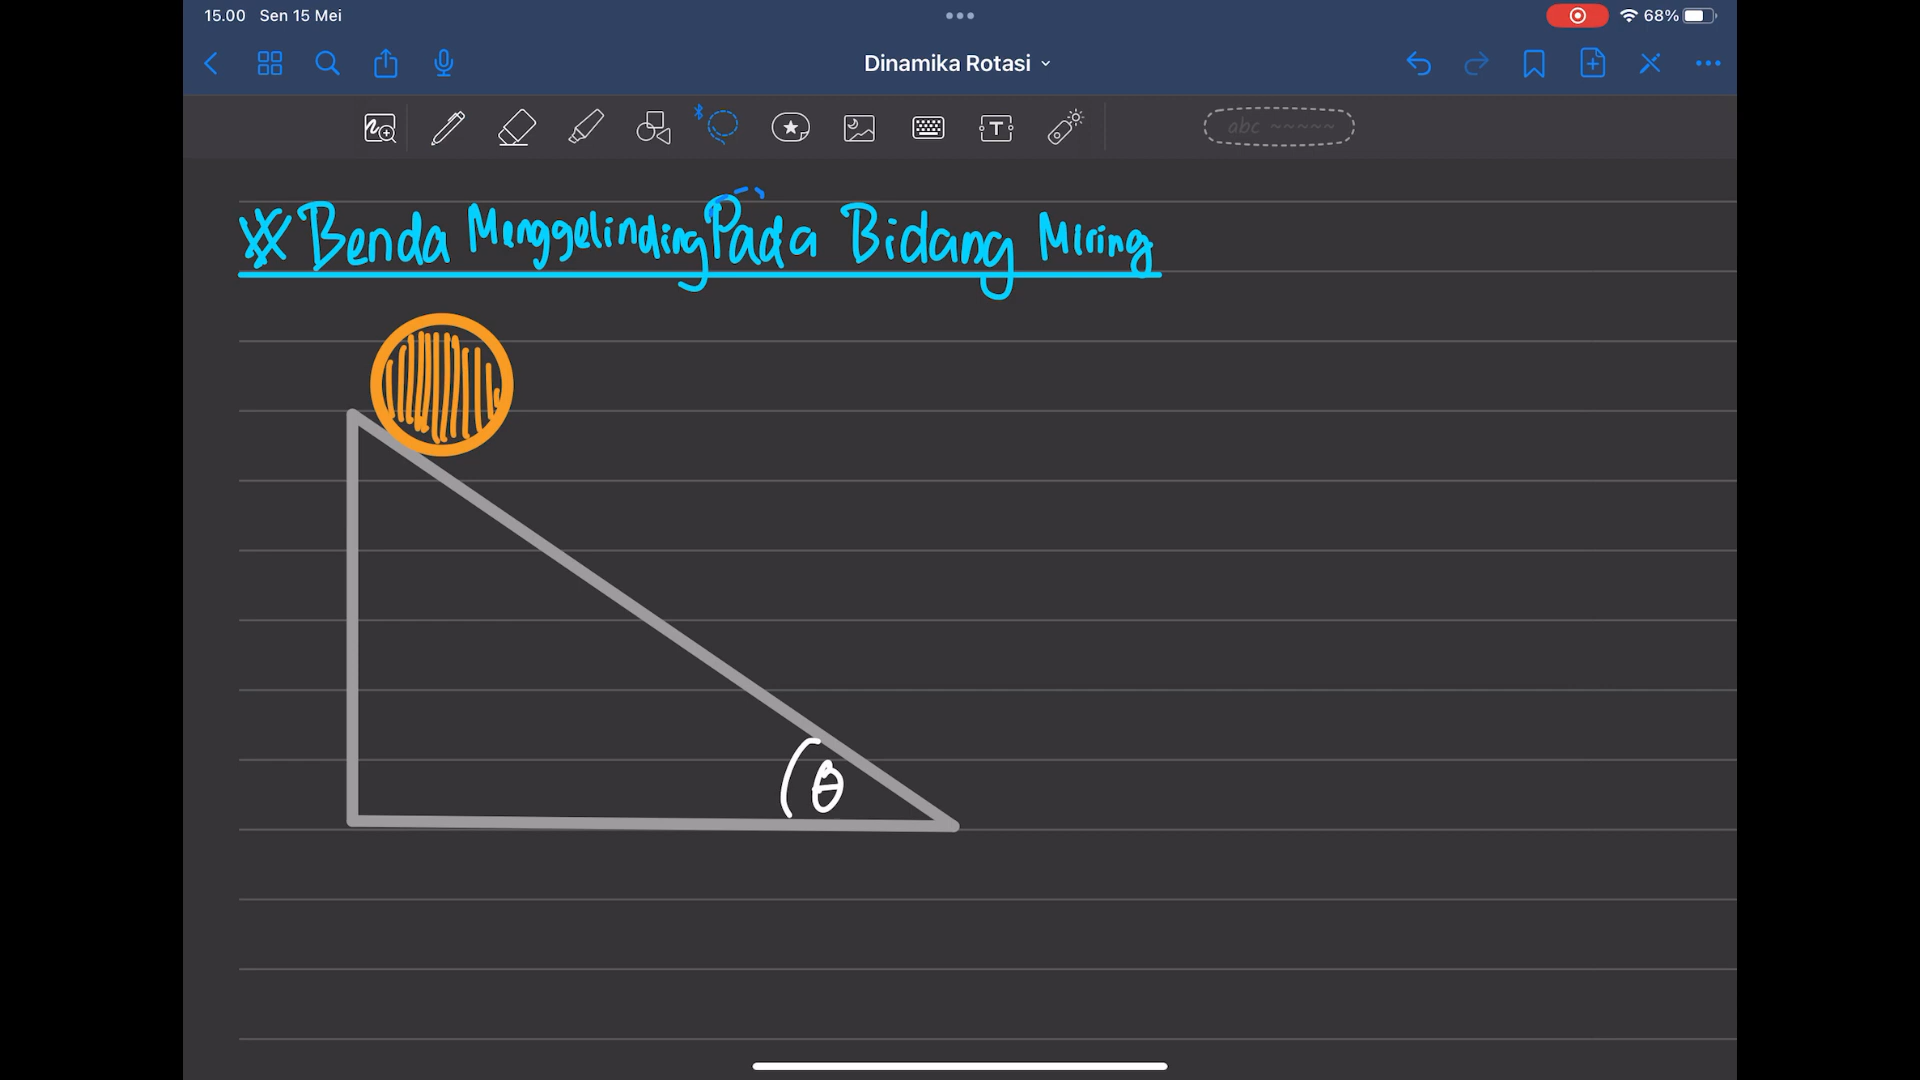 15.00 Sen 15 Mei
68%
Dinamika Rotasi
T
abc
Benda Menggelinding Pada Bidang Miring
θ